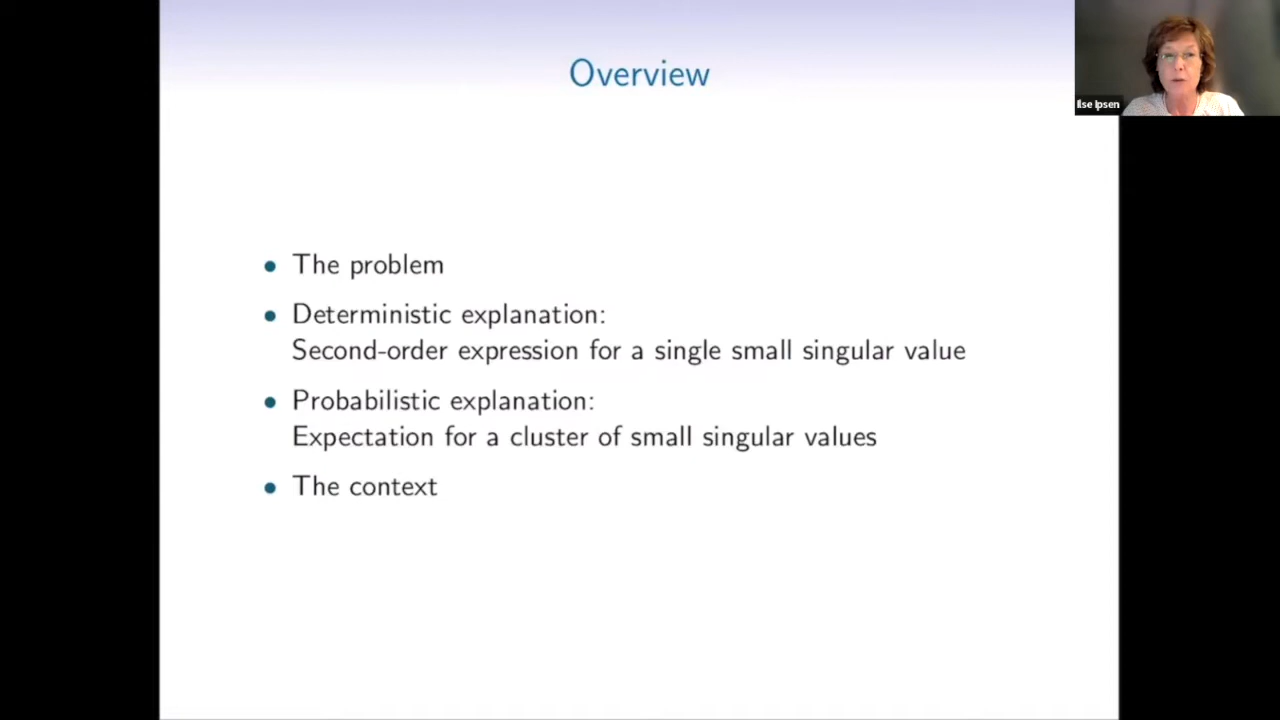 Overview
Ilse Ipsen
• The problem
• Deterministic explanation:
Second-order expression for a single small singular value
• Probabilistic explanation:
Expectation for a cluster of small singular values
• The context